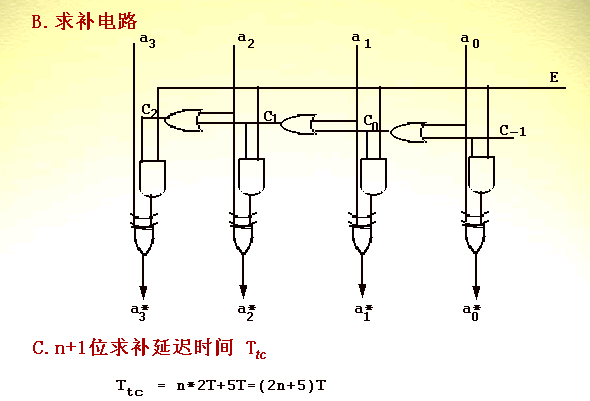 B.求补电路
a3 a2 a1 a0
E
C2 C1 C0 C-1
a3* a2* a1* a0*
C.n+1位求补延迟时间 Ttc
Ttc = n*2T+5T=(2n+5)T